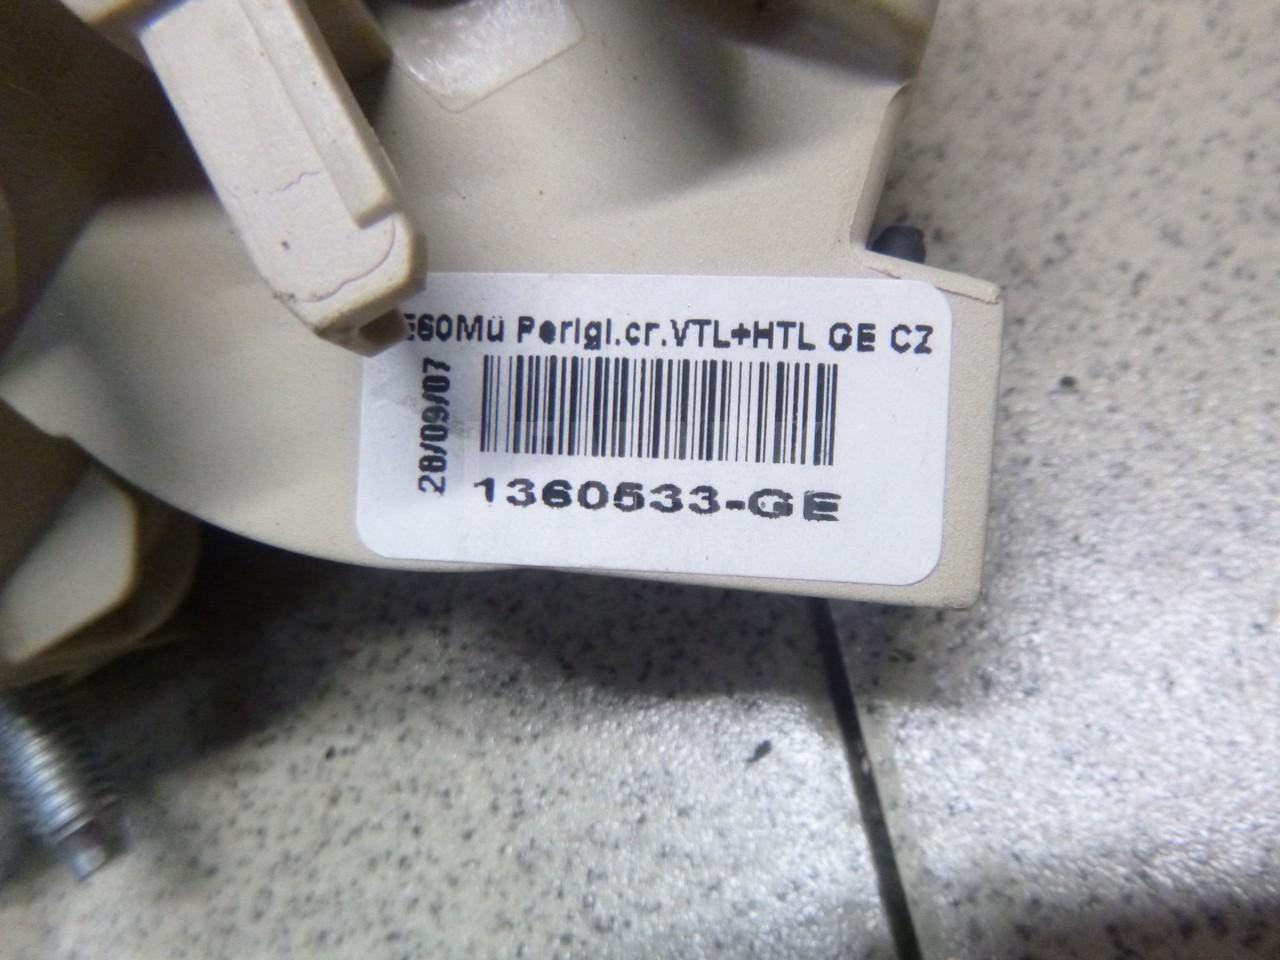 E60Mü Perlgl.cr.VTL+HTL GE CZ
28/09/07
1360533-GE